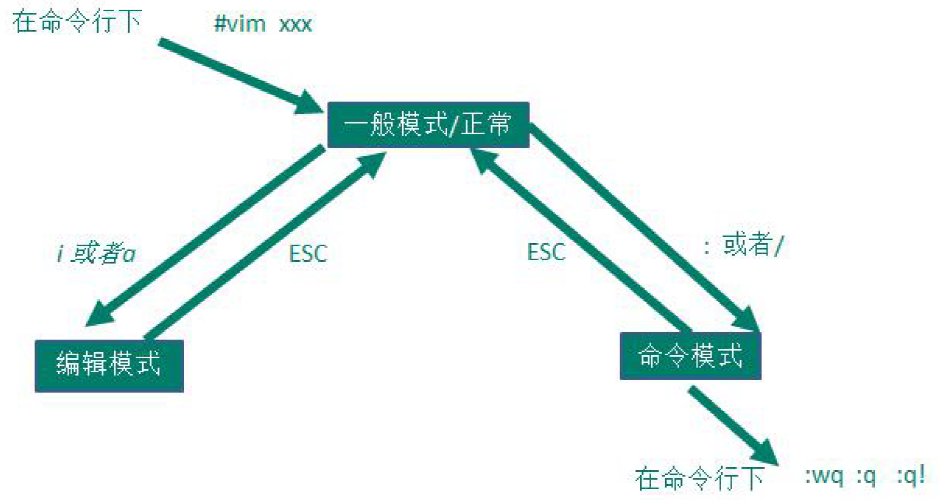 在命令行下 #vim xxx
一般模式/正常
i 或者a
ESC
ESC
: 或者/
编辑模式
命令模式
在命令行下 :wq :q :q!